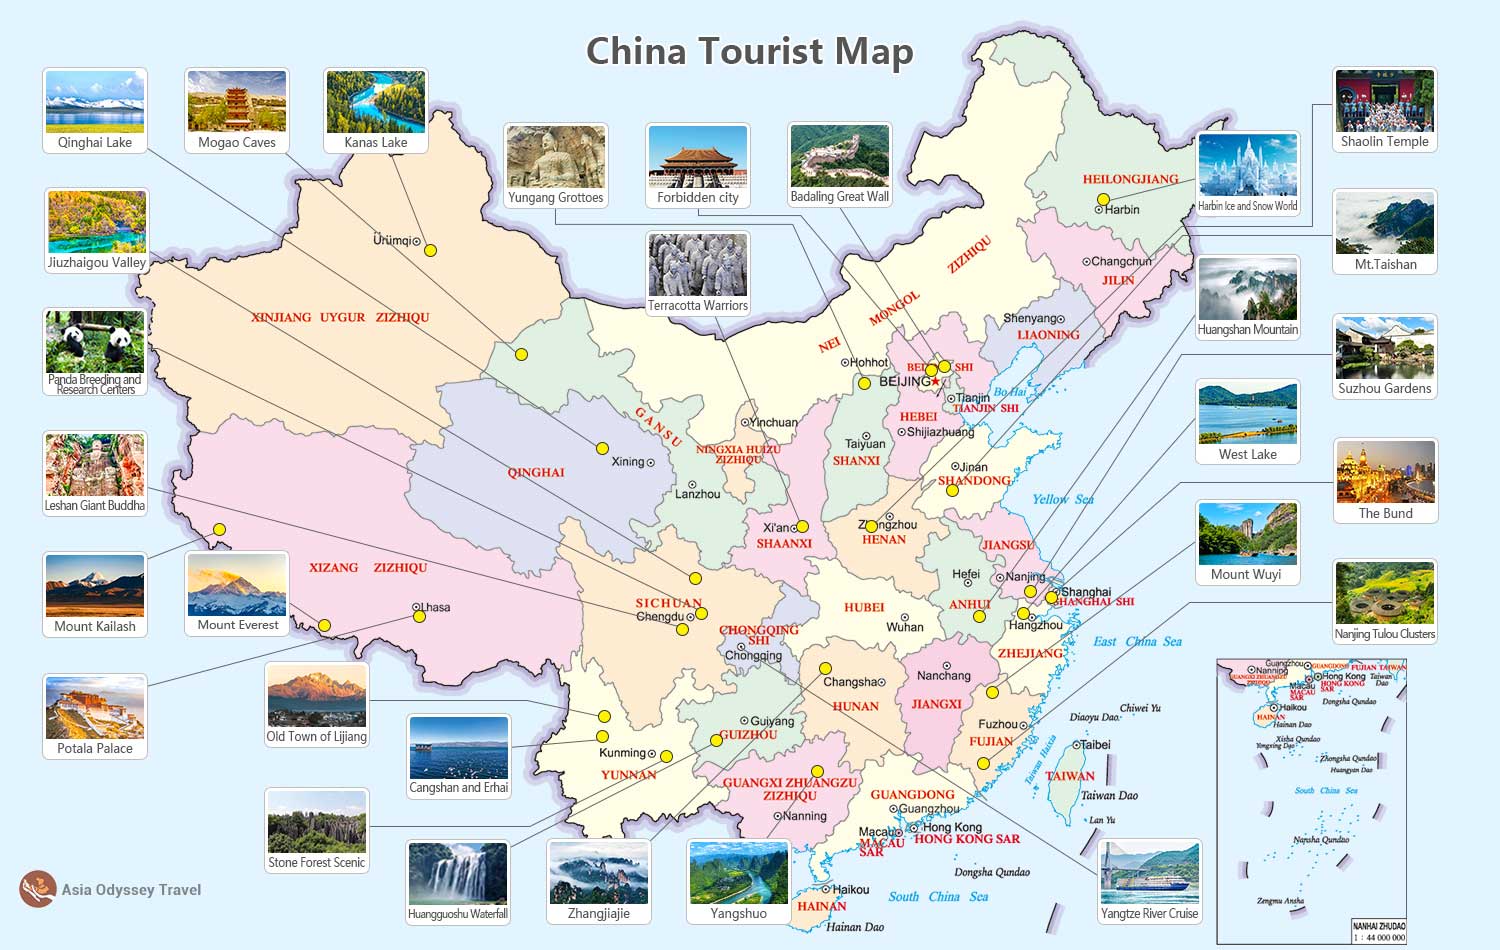 China Tourist Map
Qinghai Lake
Mogao Caves
Kanas Lake
Yungang Grottoes
Forbidden city
Badaling Great Wall
Terracotta Warriors
Harbin Ice and Snow World
Shaolin Temple
Mt.Taishan
Huangshan Mountain
Suzhou Gardens
West Lake
The Bund
Mount Wuyi
Nanjing Tulou Clusters
Jiuzhaigou Valley
Panda Breeding and
Research Centers
Leshan Giant Buddha
Mount Kailash
Mount Everest
Potala Palace
Old Town of Lijiang
Cangshan and Erhai
Stone Forest Scenic
Huangguoshu Waterfall
Zhangjiajie
Yangshuo
Yangtze River Cruise
HEILONGJIANG
Harbin
Changchun
JILIN
Shenyang
LIAONING
NEI
MONGOL
ZIZHIQU
Ürümqi
XINJIANG UYGUR ZIZHIQU
Hohhot
SHI
BEIJING
Bo Hai
Tianjin
TIANJIN SHI
HEBEI
Shijiazhuang
Taiyuan
SHANXI
Jinan
SHANDONG
Yellow Sea
GANSU
Yinchuan
NINGXIA HUIZU
ZIZHIQU
QINGHAI
Xining
Lanzhou
Xi'an
SHAANXI
HENAN
JIANGSU
Nanjing
Hefei
ANHUI
Shanghai
SHANGHAI SHI
Hangzhou
ZHEJIANG
East China Sea
XIZANG ZIZHIQU
Lhasa
SICHUAN
Chengdu
CHONGQING
SHI
Chongqing
HUBEI
Wuhan
Changsha
HUNAN
Nanchang
JIANGXI
Fuzhou
FUJIAN
Guiyang
GUIZHOU
Kunming
YUNNAN
GUANGXI ZHUANGZU
ZIZHIQU
Nanning
GUANGDONG
Guangzhou
Macau
MACAU
SAR
Hong Kong
HONG KONG SAR
Haikou
HAINAN
Hainan Dao
South China Sea
Dongsha Qundao
Diaoyu Dao
Chiwei Yu
Taiwan Haixia
Taibei
TAIWAN
Taiwan Dao
Lan Yu
Guangzhou
GUANGDONG
FUJIAN
TAIWAN
Nanning
Hong Kong
Taiwan
Dao
Macau
MACAU
SAR
HONG KONG
SAR
Haikou
HAINAN
Hainan Dao
Dongsha Qundao
Xisha Qundao
Yongxing Dao
Zhongsha Qundao
Huangyan Dao
South China Sea
Nansha Qundao
Zengmu Ansha
NANHAI ZHUDAO
1 : 44 000 000
Asia Odyssey Travel